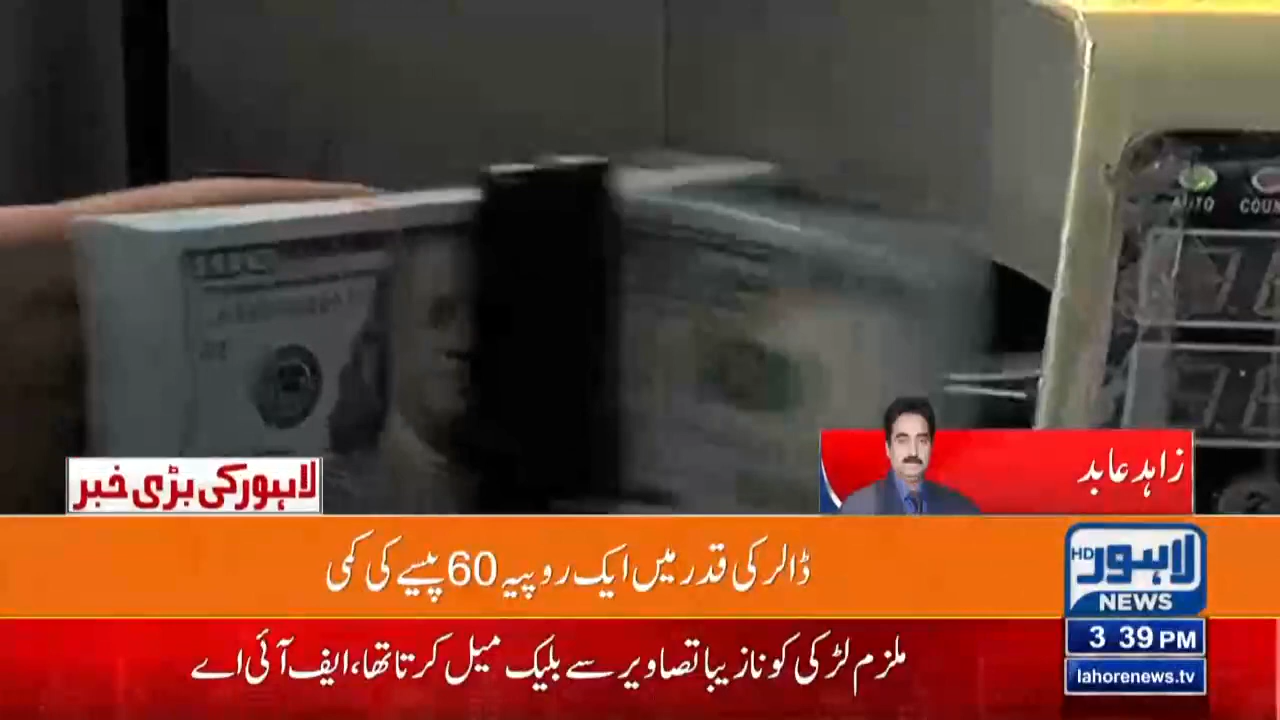 AUTO
COUN
زاہد عابد
لاہور کی بڑی خبر
ڈالر کی قدر میں ایک روپیہ 60 پیسے کی کمی
HD لاہور
NEWS
3 39 PM
ملزم لڑکی کو نازیبا تصاویر سے بلیک میل کرتا تھا، ایف آئی اے
lahorenews.tv